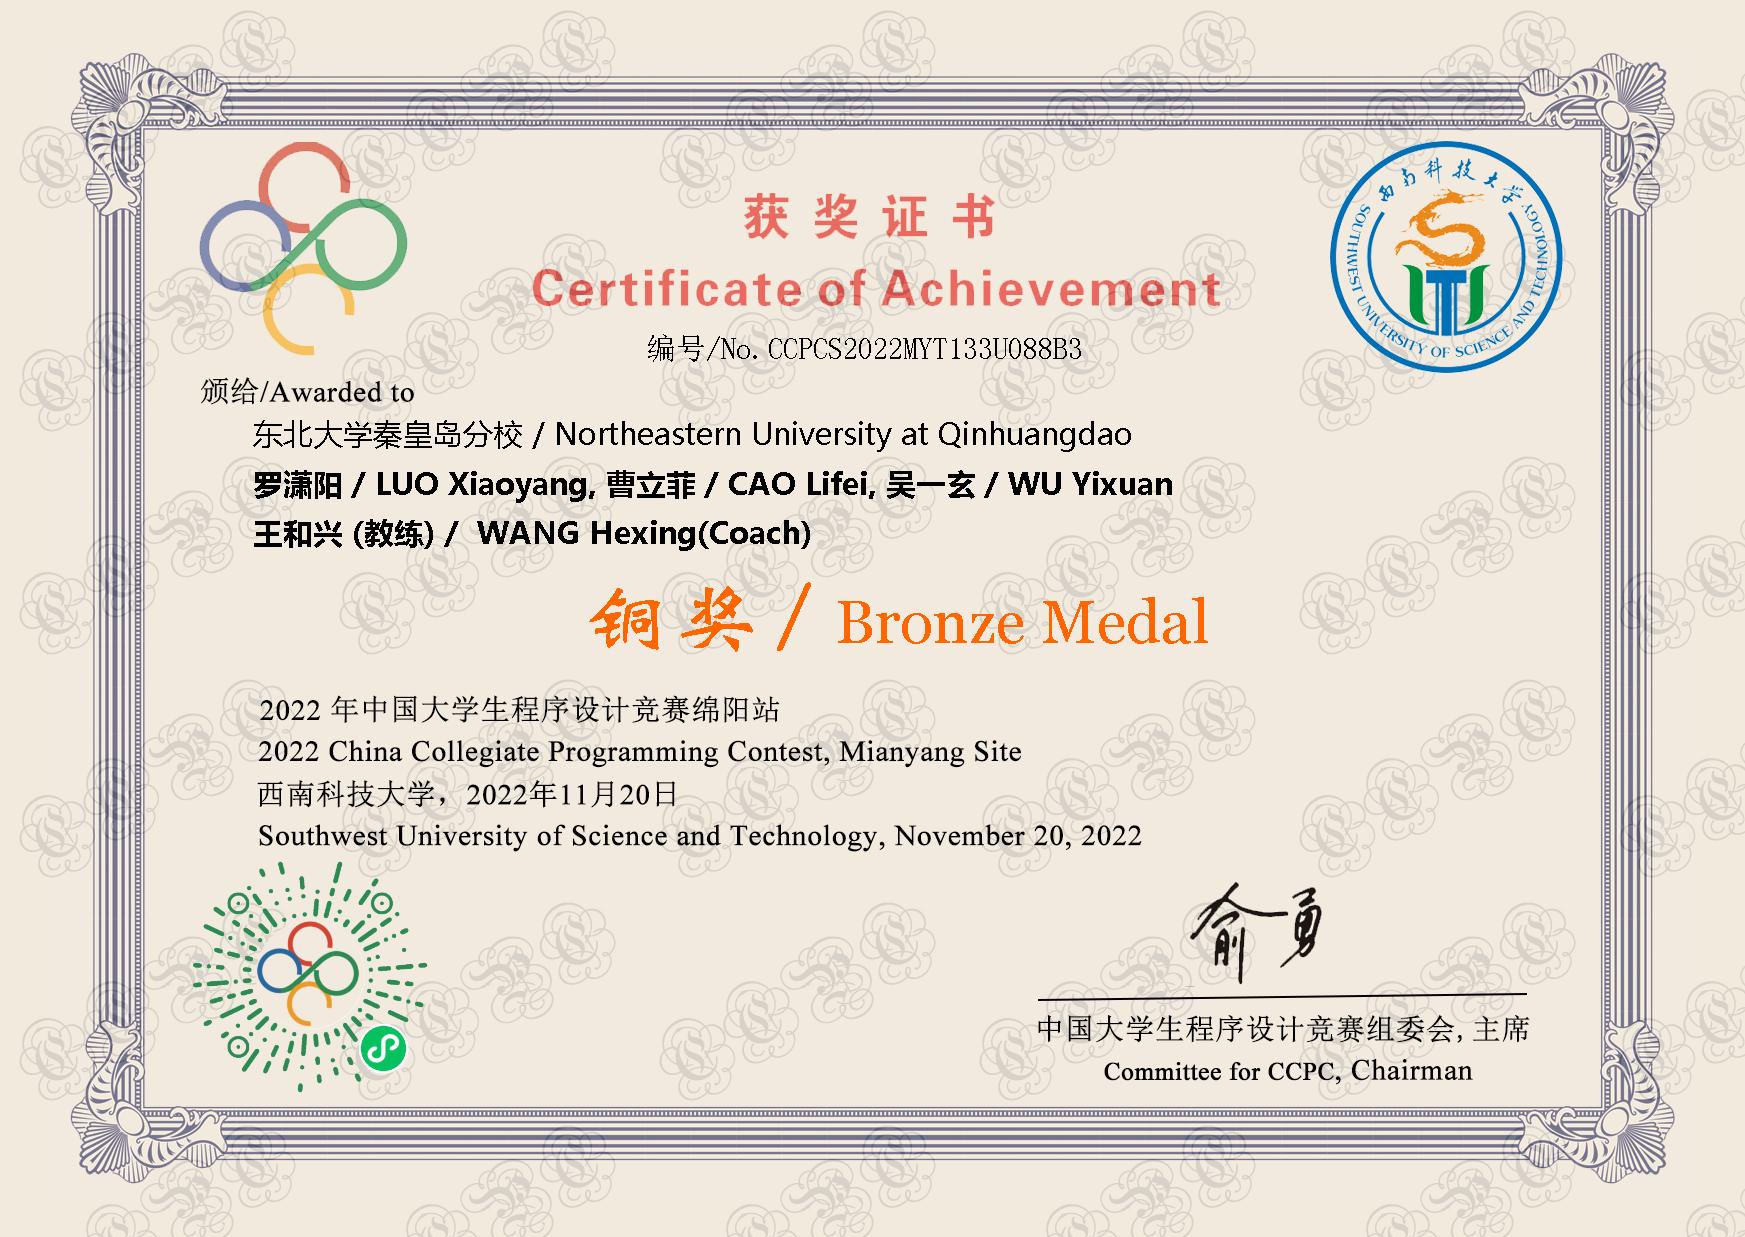 获奖证书
Certificate of Achievement
编号/No. CCPCS2022MYT133U088B3
西南科技大学
SOUTHWEST UNIVERSITY OF SCIENCE AND TECHNOLOGY
颁给/Awarded to
东北大学秦皇岛分校 / Northeastern University at Qinhuangdao
罗潇阳 / LUO Xiaoyang, 曹立菲 / CAO Lifei, 吴一玄 / WU Yixuan
王和兴 (教练) / WANG Hexing(Coach)
铜奖 / Bronze Medal
2022 年中国大学生程序设计竞赛绵阳站
2022 China Collegiate Programming Contest, Mianyang Site
西南科技大学，2022年11月20日
Southwest University of Science and Technology, November 20, 2022
俞勇
中国大学生程序设计竞赛组委会, 主席
Committee for CCPC, Chairman